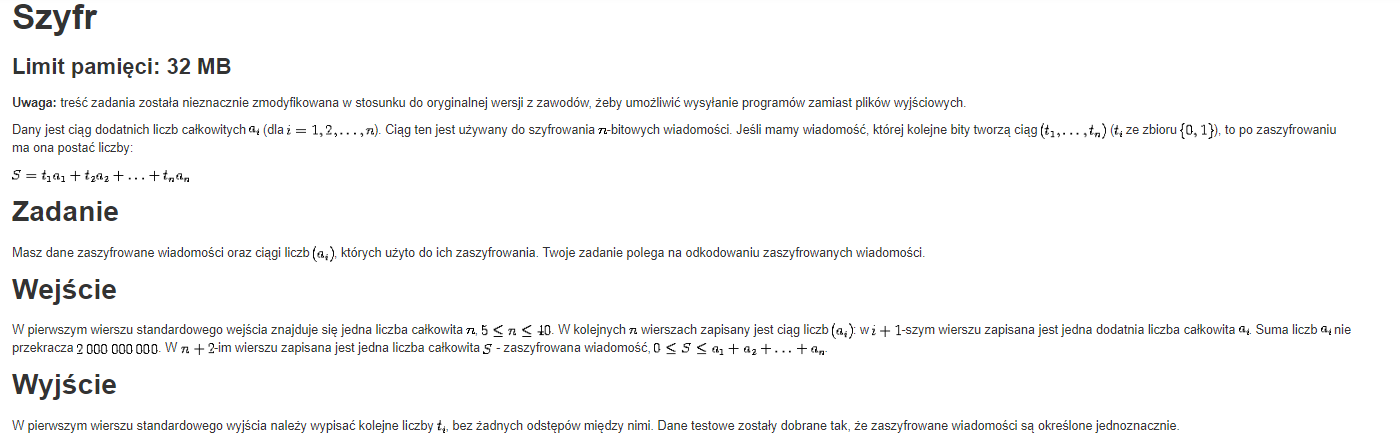 Szyfr
Limit pamięci: 32 MB
Uwaga: treść zadania została nieznacznie zmodyfikowana w stosunku do oryginalnej wersji z zawodów, żeby umożliwić wysyłanie programów zamiast plików wyjściowych.
Dany jest ciąg dodatnich liczb całkowitych a_i (dla i = 1, 2, . . . , n). Ciąg ten jest używany do szyfrowania n-bitowych wiadomości. Jeśli mamy wiadomość, której kolejne bity tworzą ciąg (t_1, . . . , t_n) (t_i ze zbioru {0, 1}), to po zaszyfrowaniu
ma ona postać liczby:
S = t_1a_1 + t_2a_2 + . . . + t_na_n
Zadanie
Masz dane zaszyfrowane wiadomości oraz ciągi liczb (a_i), których użyto do ich zaszyfrowania. Twoje zadanie polega na odkodowaniu zaszyfrowanych wiadomości.
Wejście
W pierwszym wierszu standardowego wejścia znajduje się jedna liczba całkowita n, 5 ≤ n ≤ 40. W kolejnych n wierszach zapisany jest ciąg liczb (a_i): w i + 1-szym wierszu zapisana jest jedna dodatnia liczba całkowita a_i. Suma liczb a_i nie
przekracza 2 000 000 000. W n + 2-im wierszu zapisana jest jedna liczba całkowita S - zaszyfrowana wiadomość, 0 ≤ S ≤ a_1 + a_2 + . . . + a_n.
Wyjście
W pierwszym wierszu standardowego wyjścia należy wypisać kolejne liczby t_i, bez żadnych odstępów między nimi. Dane testowe zostały dobrane tak, że zaszyfrowane wiadomości są określone jednoznacznie.